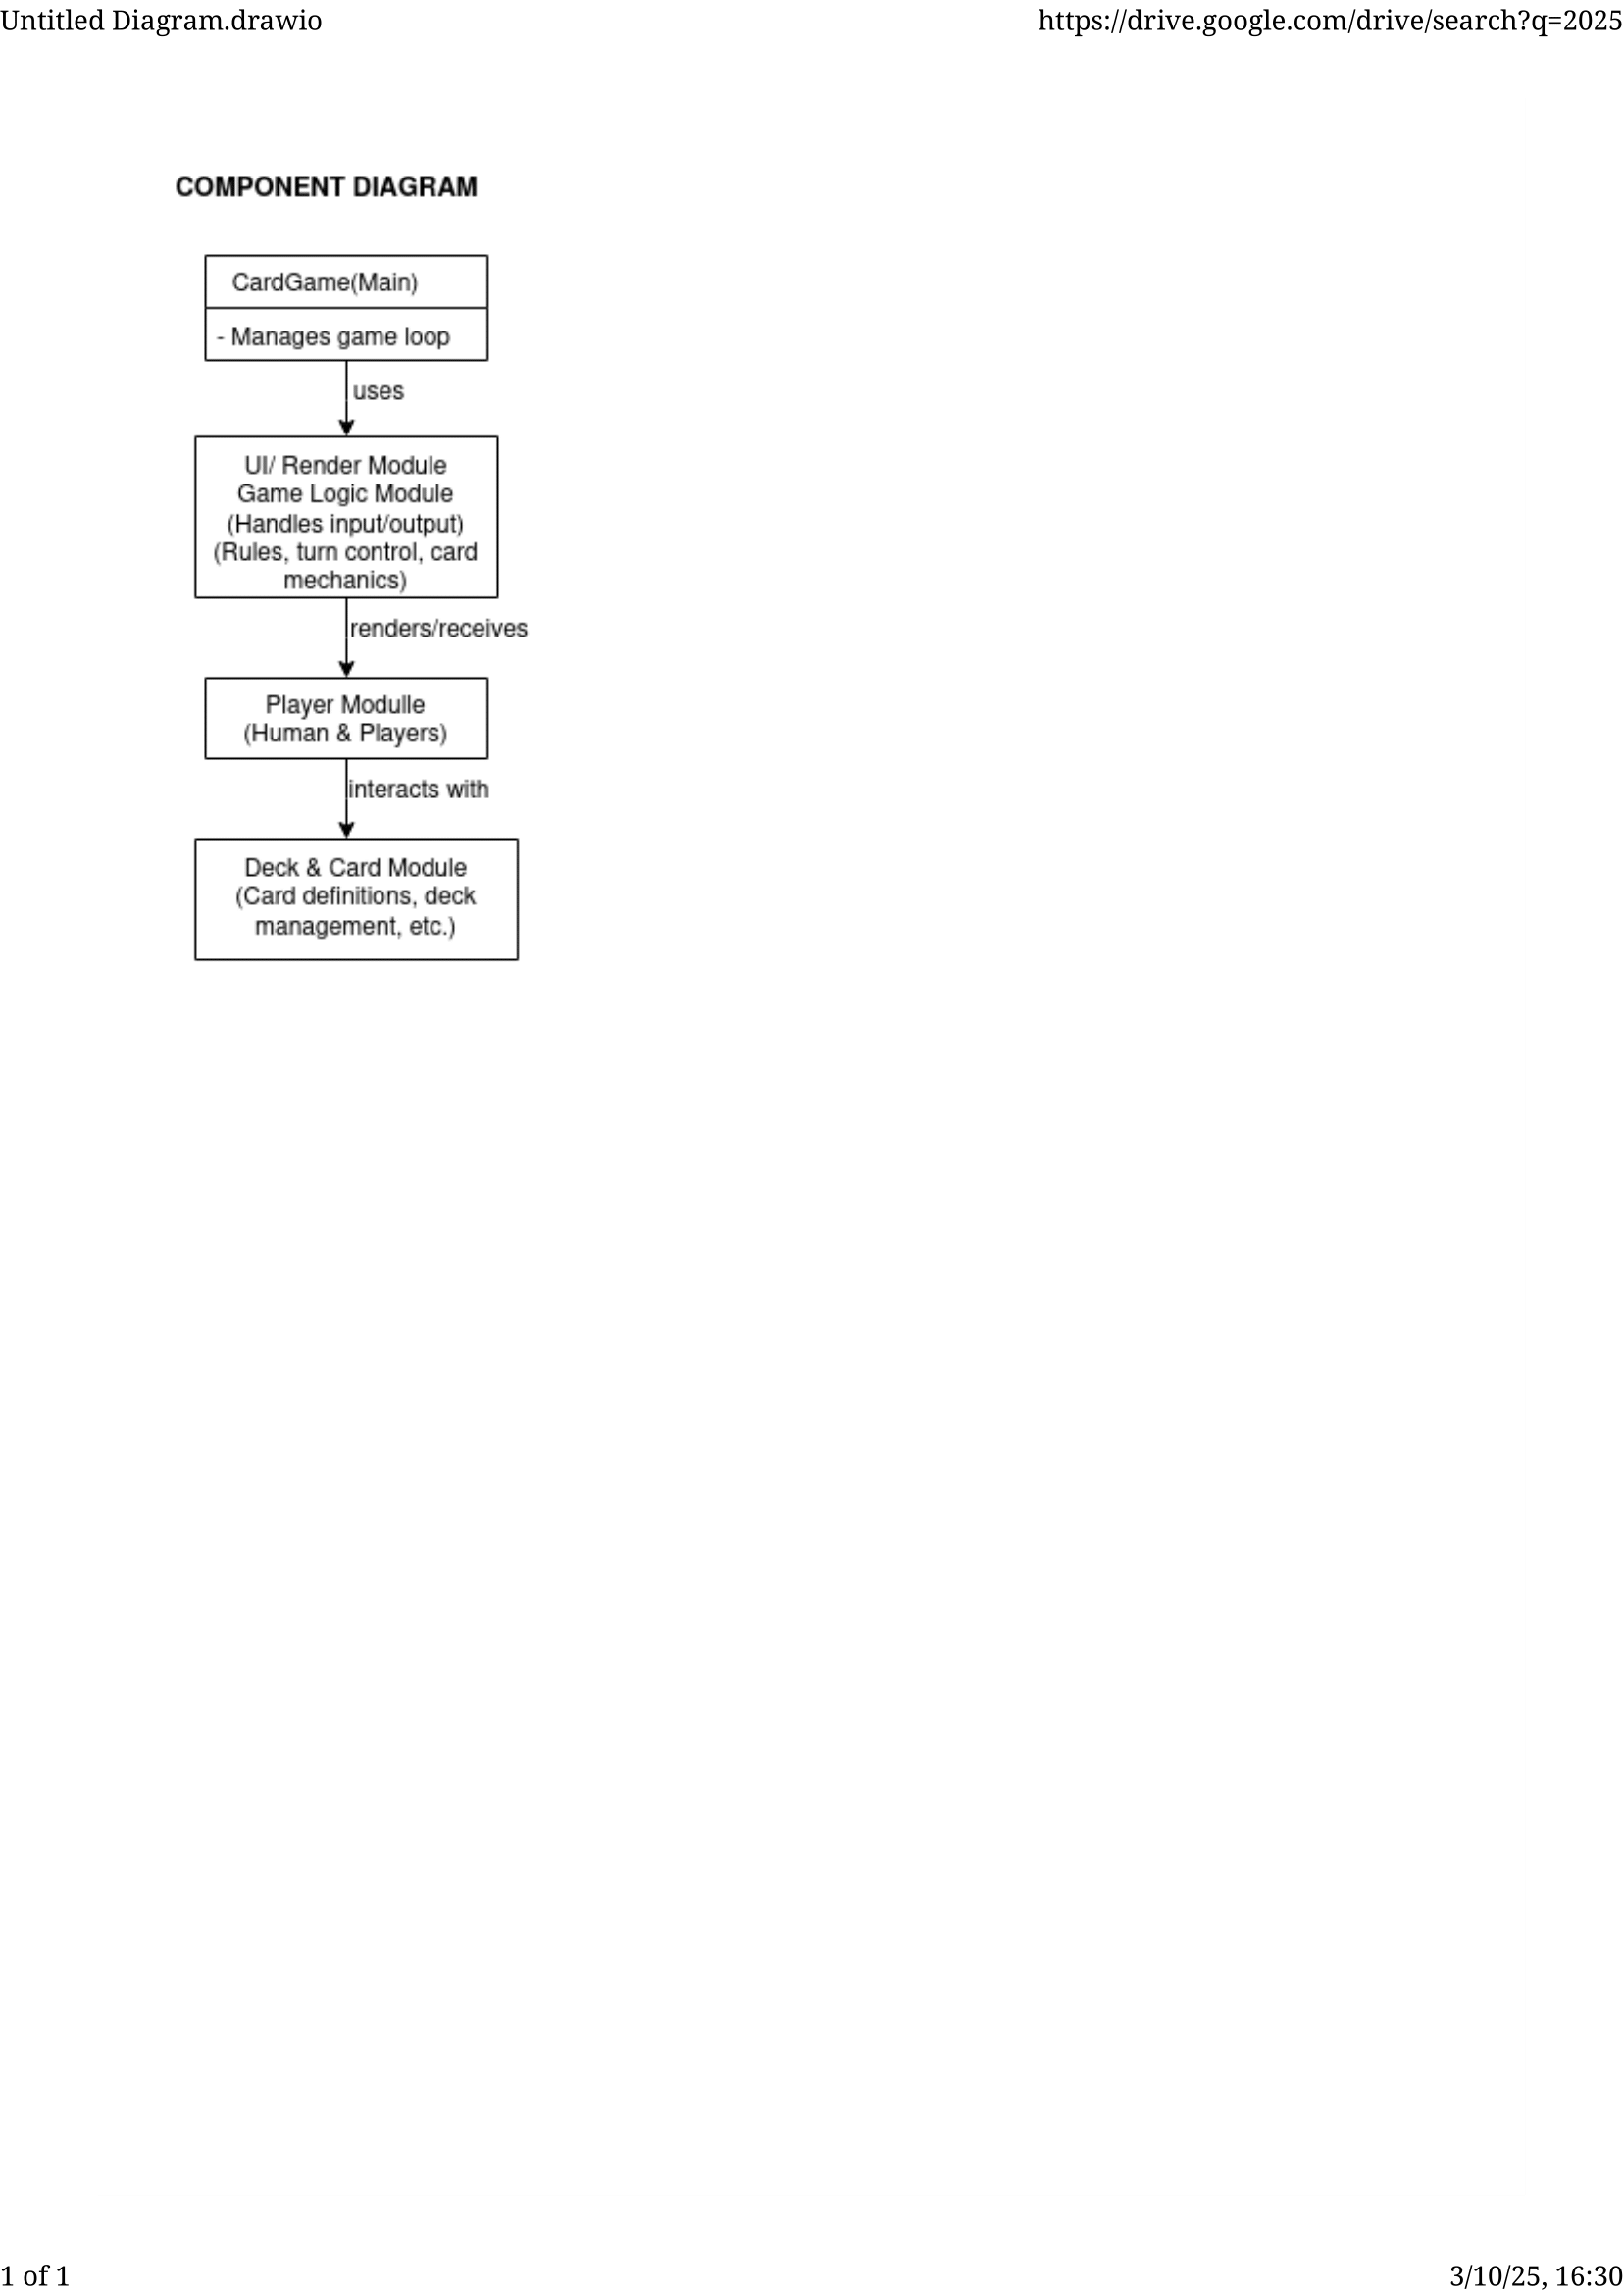 Untitled Diagram.drawio
https://drive.google.com/drive/search?q=2025
COMPONENT DIAGRAM
CardGame(Main)
- Manages game loop
uses
UI/ Render Module
Game Logic Module
(Handles input/output)
(Rules, turn control, card
mechanics)
renders/receives
Player Modulle
(Human & Players)
interacts with
Deck & Card Module
(Card definitions, deck
management, etc.)
1 of 1
3/10/25, 16:30